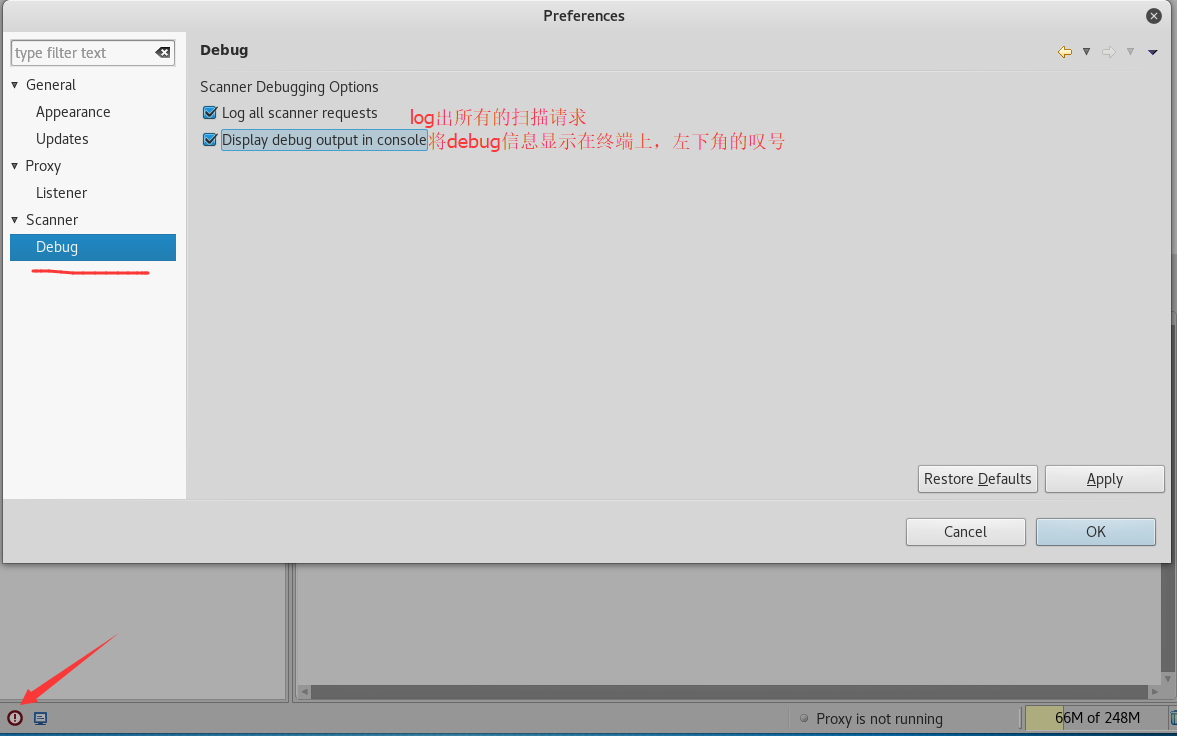 Preferences
type filter text
Debug
General
Appearance
Updates
Proxy
Listener
Scanner
Debug
Scanner Debugging Options
Log all scanner requests
log出所有的扫描请求
Display debug output in console
将debug信息显示在终端上，左下角的叹号
Restore Defaults
Apply
Cancel
OK
Proxy is not running
66M of 248M